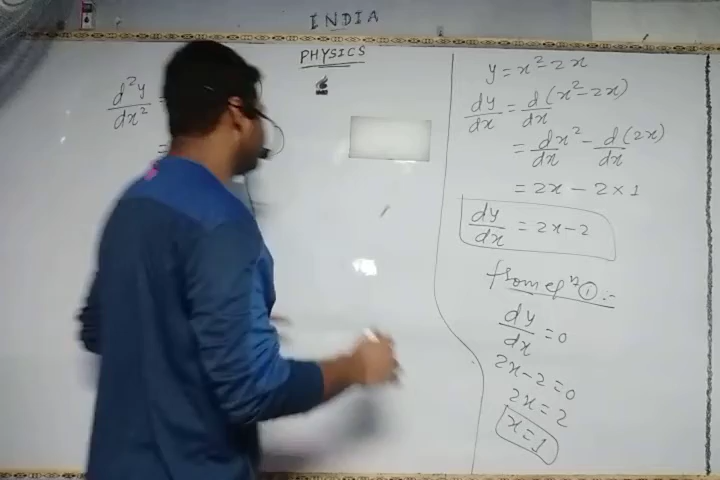 INDIA
PHYSICS
d²y/dx² =
=
y = x² - 2x
dy/dx = d/dx (x² - 2x)
= d/dx x² - d/dx (2x)
= 2x - 2 × 1
dy/dx = 2x - 2
from eqⁿ ① :-
dy/dx = 0
2x - 2 = 0
2x = 2
x = 1